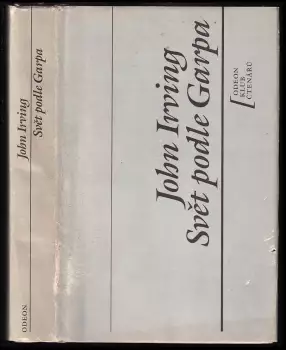 John Irving
Svět podle Garpa
ODEON
John Irving
Svět podle Garpa
ODEON
KLUB
ČTENÁŘŮ